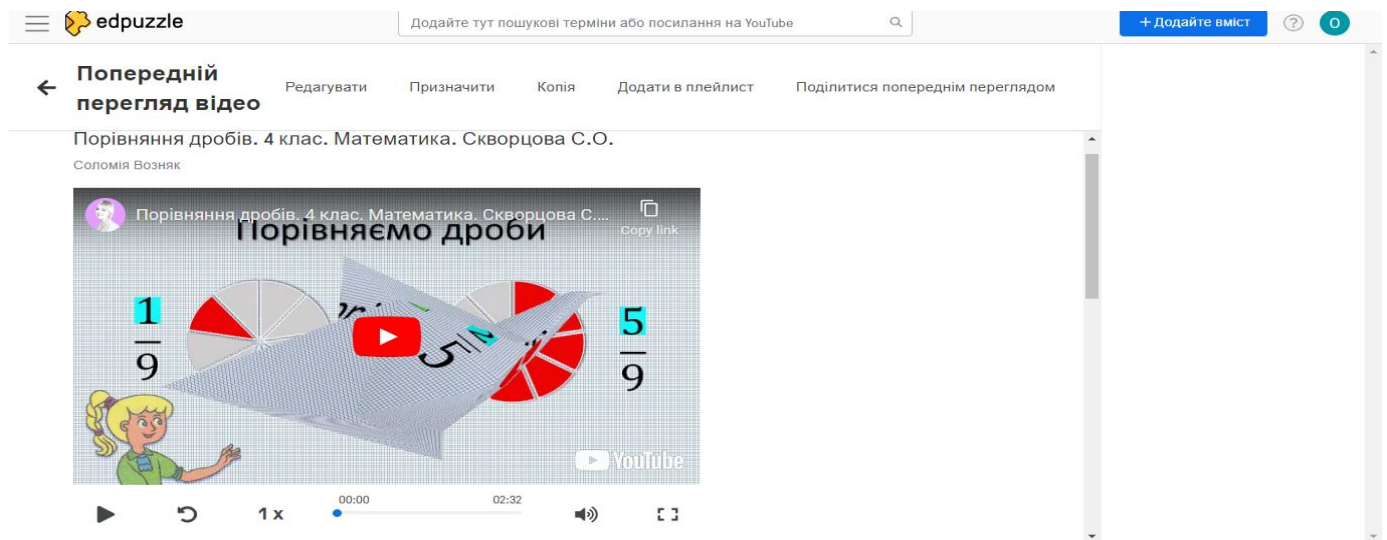 edpuzzle
Додайте тут пошукові терміни або посилання на YouTube
+ Додайте вміст
?
О
Попередній
перегляд відео
Редагувати
Призначити
Копія
Додати в плейлист
Поділитися попереднім переглядом
Порівняння дробів. 4 клас. Математика. Скворцова С.О.
Соломія Возняк
Порівняння дробів. 4 клас. Математика. Скворцова С....
Copy link
Порівняємо дроби
1
9
5
5
9
YouTube
00:00
02:32
1 x